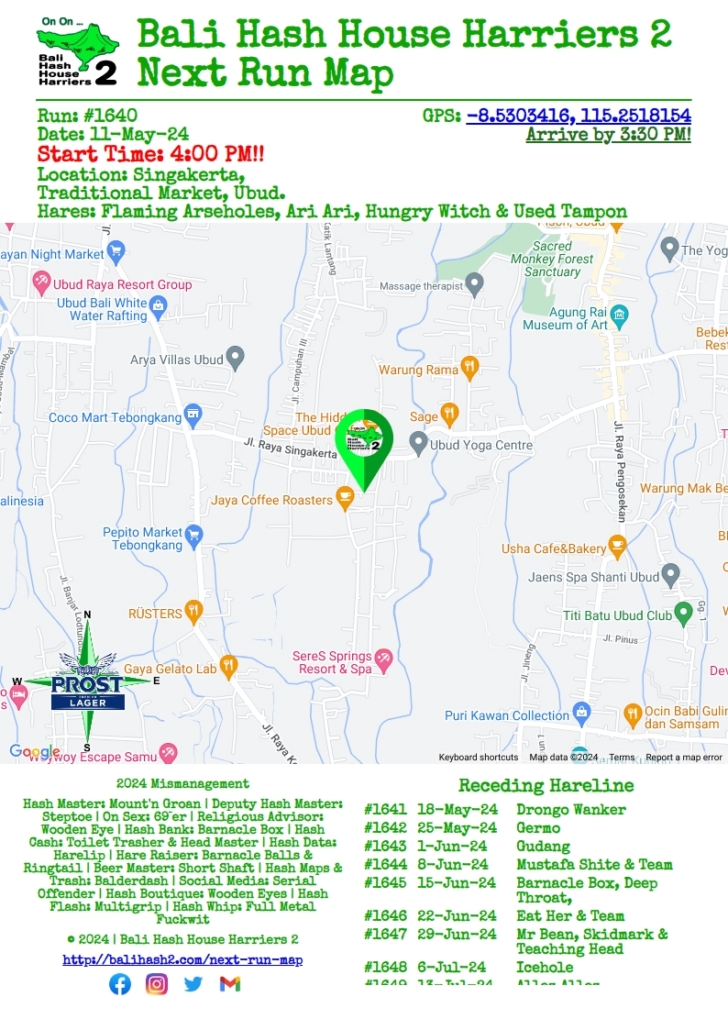 On On ...
Bali
Hash
House
Harriers 2
Bali Hash House Harriers 2
Next Run Map
Run: #1640
GPS: -8.5303416, 115.2518154
Date: 11-May-24
Arrive by 3:30 PM!
Start Time: 4:00 PM!!
Location: Singakerta,
Traditional Market, Ubud.
Hares: Flaming Arseholes, Ari Ari, Hungry Witch & Used Tampon
ayan Night Market
Sacred
Monkey Forest
Sanctuary
The Yog
Ubud Raya Resort Group
Massage therapist
Ubud Bali White
Water Rafting
Jl. Campuhan III
Agung Rai
Museum of Art
Arya Villas Ubud
Warung Rama
Coco Mart Tebongkang
The Hidd
Space Ubud
Sage
Bali
Hash
House
Harriers 2
Jl. Raya Singakerta
Ubud Yoga Centre
Jl. Raya Pengosekan
alinesia
Jaya Coffee Roasters
Warung Mak Be
Pepito Market
Tebongkang
Usha Cafe&Bakery
Jaens Spa Shanti Ubud
RÜSTERS
Titi Batu Ubud Club
Gg. 1
Jl. Pinus
N
Gaya Gelato Lab
SereS Springs
Resort & Spa
Jl. Jineng
W
E
PROST
LAGER
S
Puri Kawan Collection
Ocin Babi Gulin
dan Samsam
Google
Escape Samu
Keyboard shortcuts
Map data ©2024
Terms
Report a map error
2024 Mismanagement
Hash Master: Mount'n Groan | Deputy Hash Master:
Steptoe | On Sex: 69'er | Religious Advisor:
Wooden Eye | Hash Bank: Barnacle Box | Hash
Cash: Toilet Trasher & Head Master | Hash Data:
Harelip | Hare Raiser: Barnacle Balls &
Ringtail | Beer Master: Short Shaft | Hash Maps &
Trash: Balderdash | Social Media: Serial
Offender | Hash Boutique: Wooden Eyes | Hash
Flash: Multigrip | Hash Whip: Full Metal
Fuckwit
© 2024 | Bali Hash House Harriers 2
http://balihash2.com/next-run-map
Receding Hareline
#1641 18-May-24 Drongo Wanker
#1642 25-May-24 Germo
#1643 1-Jun-24 Gudang
#1644 8-Jun-24 Mustafa Shite & Team
#1645 15-Jun-24 Barnacle Box, Deep
Throat,
#1646 22-Jun-24 Eat Her & Team
#1647 29-Jun-24 Mr Bean, Skidmark &
Teaching Head
#1648 6-Jul-24 Icehole